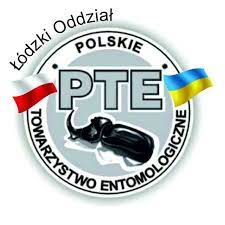 Łódzki Oddział
POLSKIE
PTE
TOWARZYSTWO ENTOMOLOGICZNE